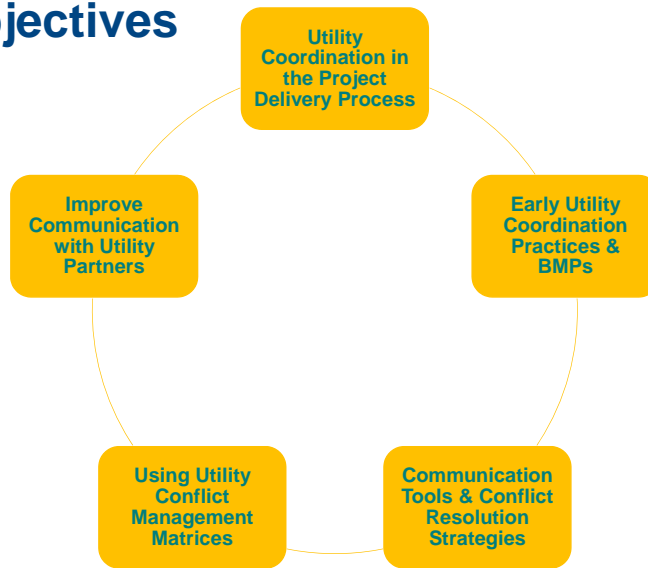 jectives
Utility
Coordination in
the Project
Delivery Process
Early Utility
Coordination
Practices &
BMPs
Communication
Tools & Conflict
Resolution
Strategies
Using Utility
Conflict
Management
Matrices
Improve
Communication
with Utility
Partners